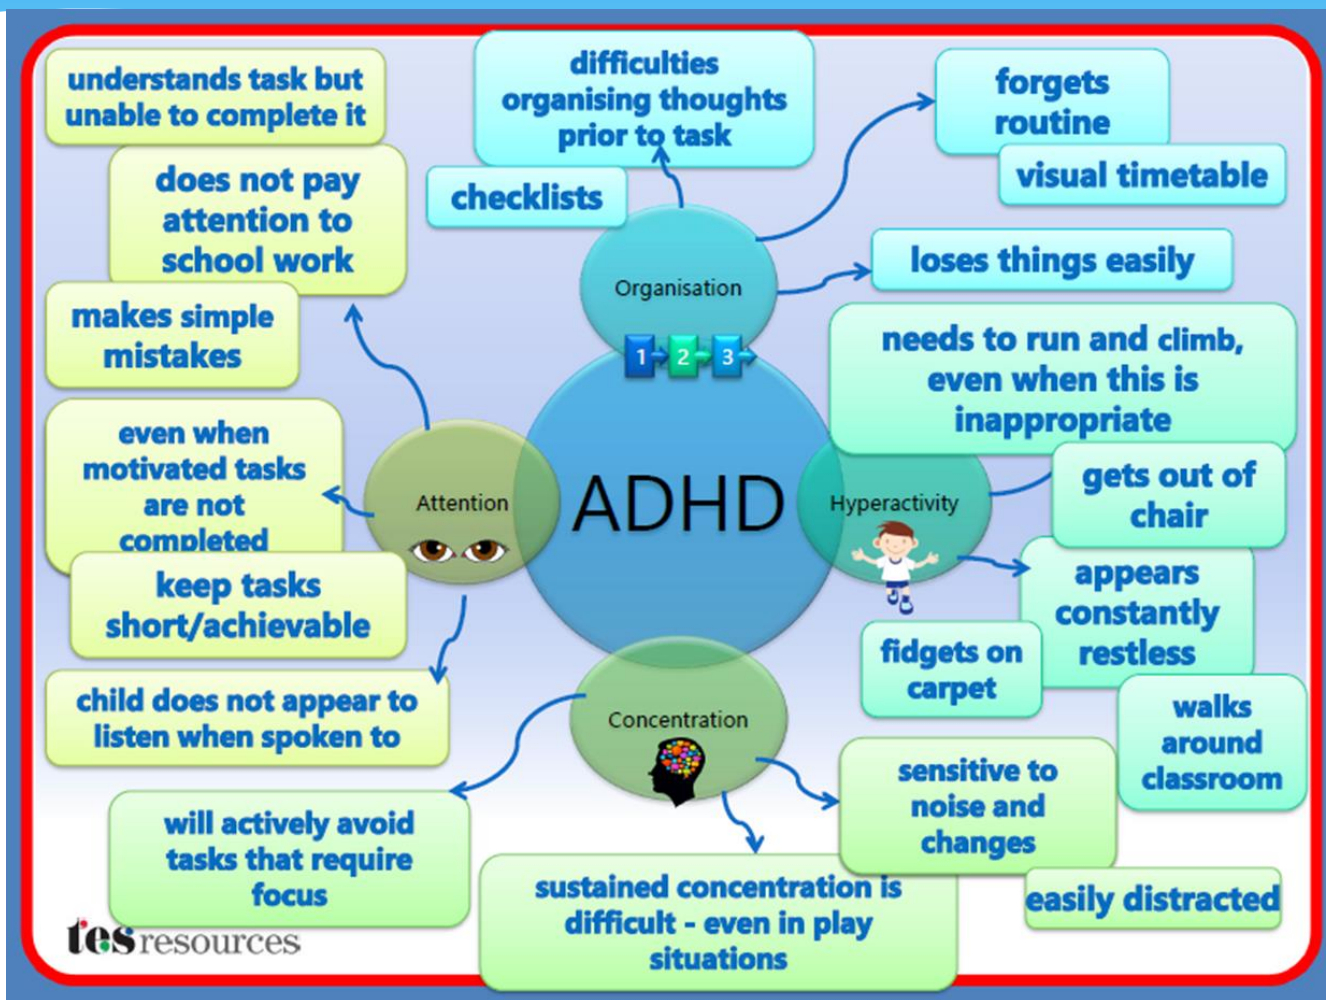 understands task but
unable to complete it
does not pay
attention to
school work
makes simple
mistakes
even when
motivated tasks
are not
completed
keep tasks
short/achievable
child does not appear to
listen when spoken to
Attention
difficulties
organising thoughts
prior to task
checklists
forgets
routine
visual timetable
loses things easily
Organisation
1 2 3
ADHD
needs to run and climb,
even when this is
inappropriate
Hyperactivity
gets out of
chair
appears
constantly
restless
fidgets on
carpet
walks
around
classroom
Concentration
will actively avoid
tasks that require
focus
sustained concentration is
difficult - even in play
situations
sensitive to
noise and
changes
easily distracted
tes resources